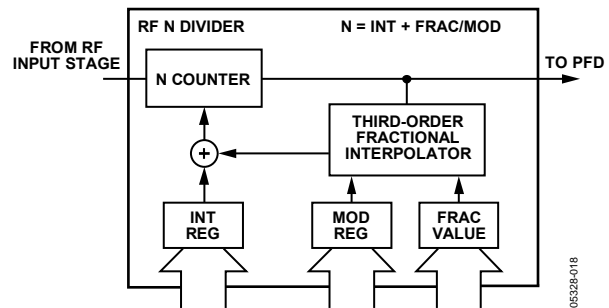 RF N DIVIDER
N = INT + FRAC/MOD
FROM RF
INPUT STAGE
TO PFD
N COUNTER
THIRD-ORDER
FRACTIONAL
INTERPOLATOR
+
INT
REG
MOD
REG
FRAC
VALUE
05328-018